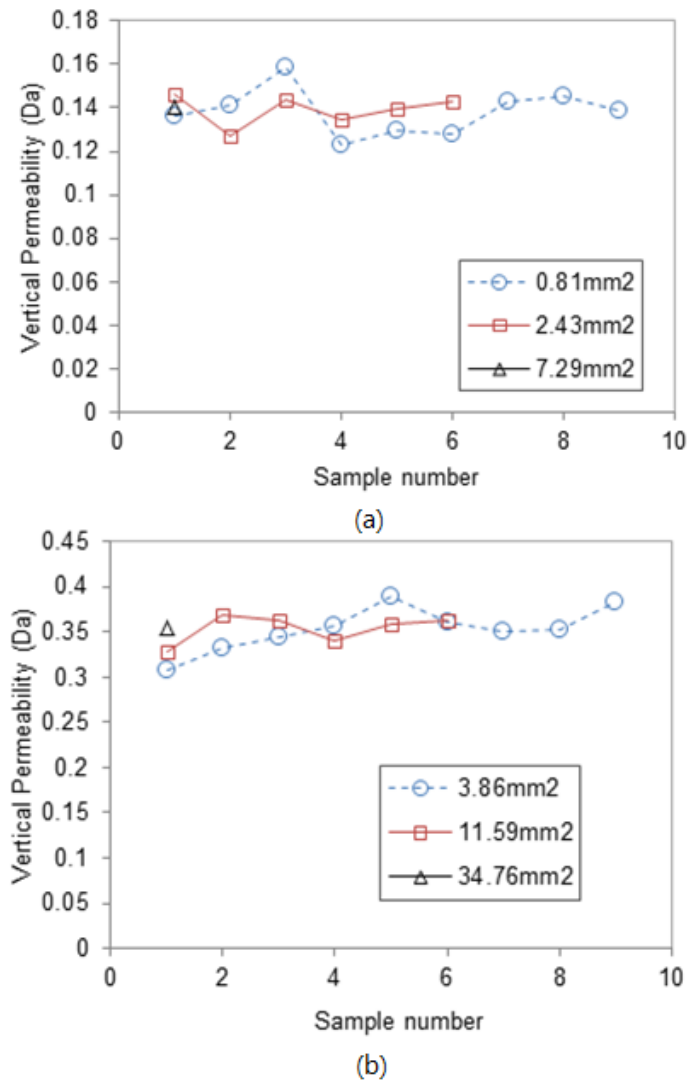 0.18
0.16
0.14
0.12
0.1
0.08
0.06
0.04
0.02
0
Vertical Permeability (Da)
0.81mm2
2.43mm2
7.29mm2
0 2 4 6 8 10
Sample number
(a)
0.45
0.4
0.35
0.3
0.25
0.2
0.15
0.1
0.05
0
Vertical Permeability (Da)
3.86mm2
11.59mm2
34.76mm2
0 2 4 6 8 10
Sample number
(b)